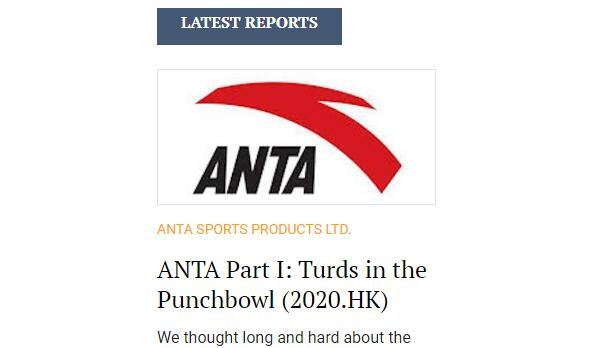 LATEST REPORTS
ANTA
ANTA SPORTS PRODUCTS LTD.
ANTA Part I: Turds in the
Punchbowl (2020.HK)
We thought long and hard about the